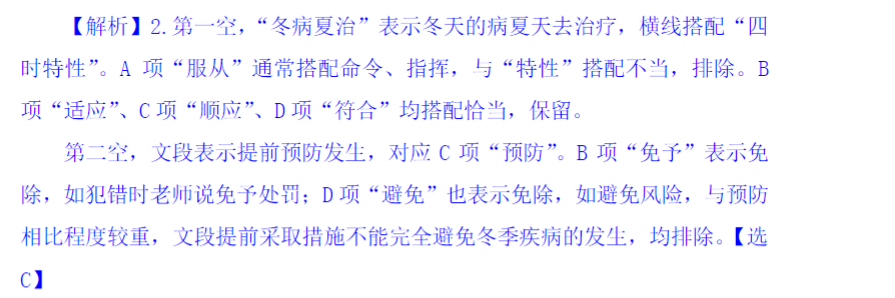 【解析】2.第一空，“冬病夏治”表示冬天的病夏天去治疗，横线搭配“四
时特性”。A 项“服从”通常搭配命令、指挥，与“特性”搭配不当，排除。B
项“适应”、C 项“顺应”、D 项“符合”均搭配恰当，保留。
第二空，文段表示提前预防发生，对应 C 项“预防”。B 项“免予”表示免
除，如犯错时老师说免予处罚；D 项“避免”也表示免除，如避免风险，与预防
相比程度较重，文段提前采取措施不能完全避免冬季疾病的发生，均排除。【选
C】